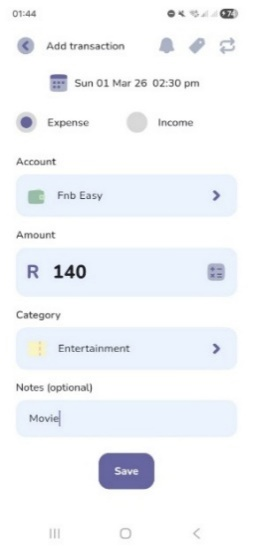 01:44
74
Add transaction
Sun 01 Mar 26 02:30 pm
Expense Income
Account
Fnb Easy
Amount
R 140
Category
Entertainment
Notes (optional)
Movie
Save